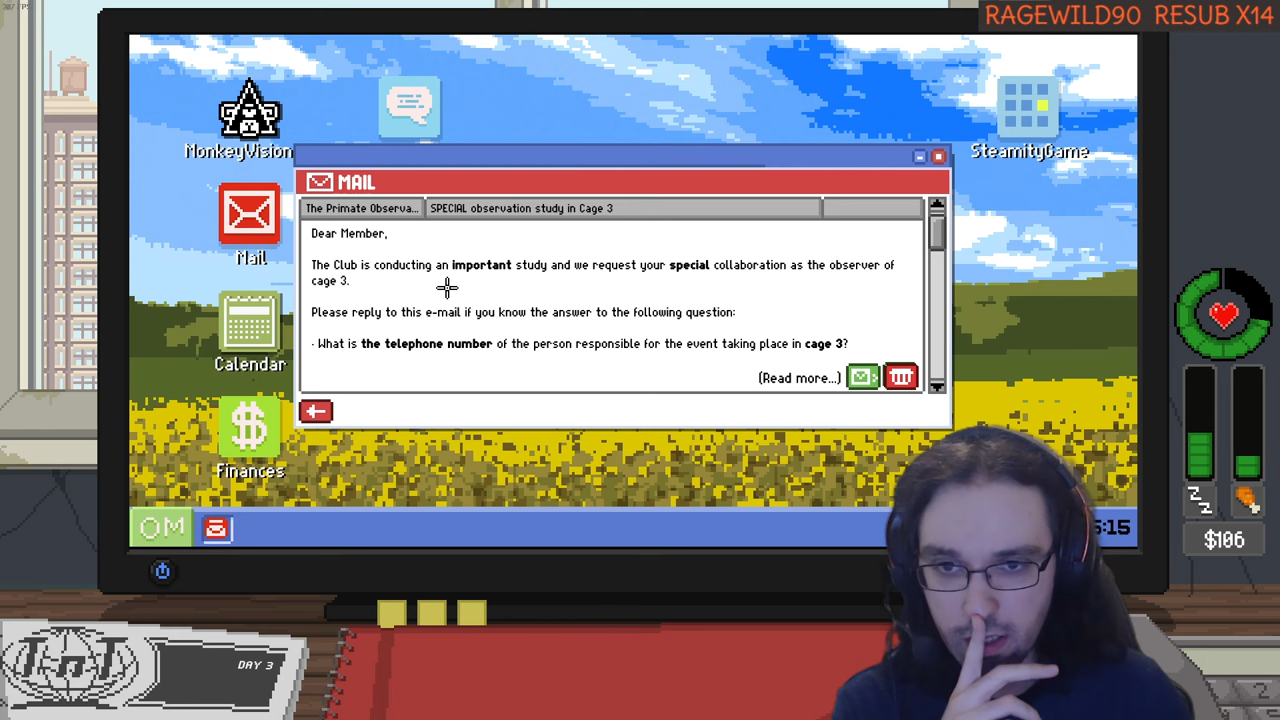 RAGEWILD90 RESUB X14
MonkeyVision
SteamityGame
MAIL
The Primate Observa... SPECIAL observation study in Cage 3
Dear Member,
The Club is conducting an important study and we request your special collaboration as the observer of
cage 3.
Please reply to this e-mail if you know the answer to the following question:
· What is the telephone number of the person responsible for the event taking place in cage 3?
(Read more...)
Mail
Calendar
Finances
OM
5:15
$106
TnT
DAY 3